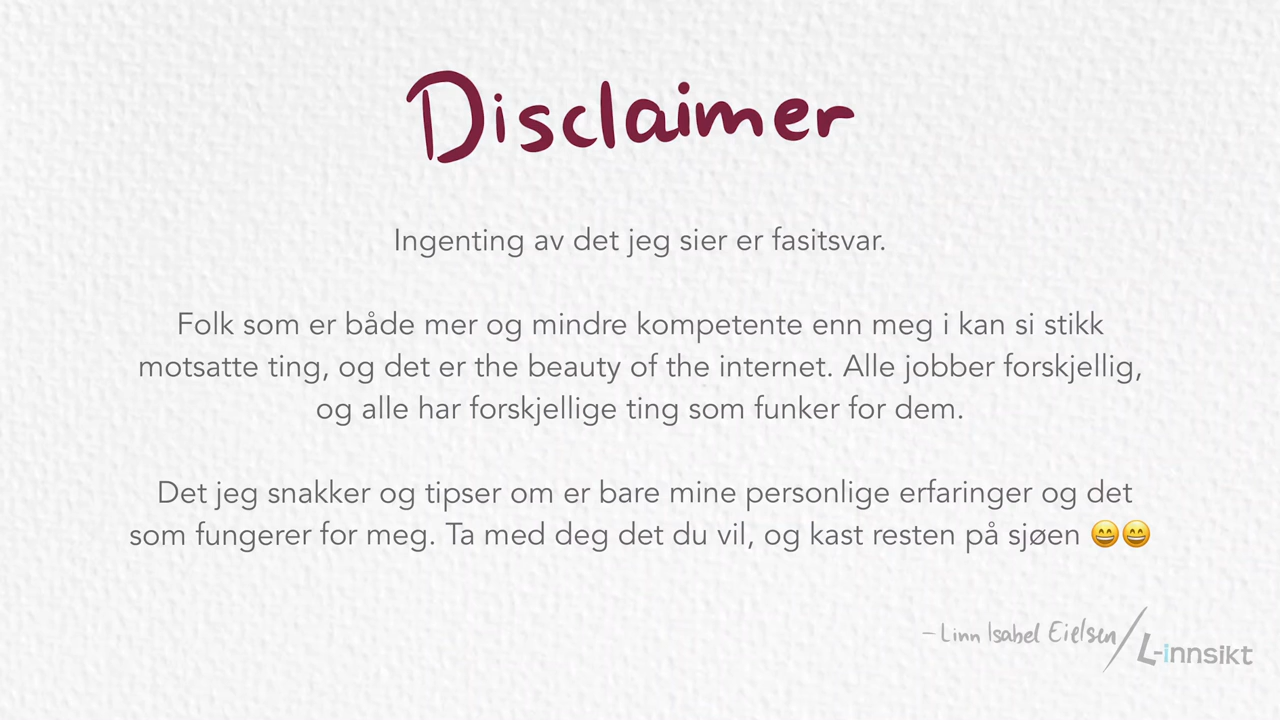 Disclaimer
Ingenting av det jeg sier er fasitsvar.
Folk som er både mer og mindre kompetente enn meg i kan si stikk
motsatte ting, og det er the beauty of the internet. Alle jobber forskjellig,
og alle har forskjellige ting som funker for dem.
Det jeg snakker og tipser om er bare mine personlige erfaringer og det
som fungerer for meg. Ta med deg det du vil, og kast resten på sjøen 😄😄
– Linn Isabel Eielsen / L-innsikt